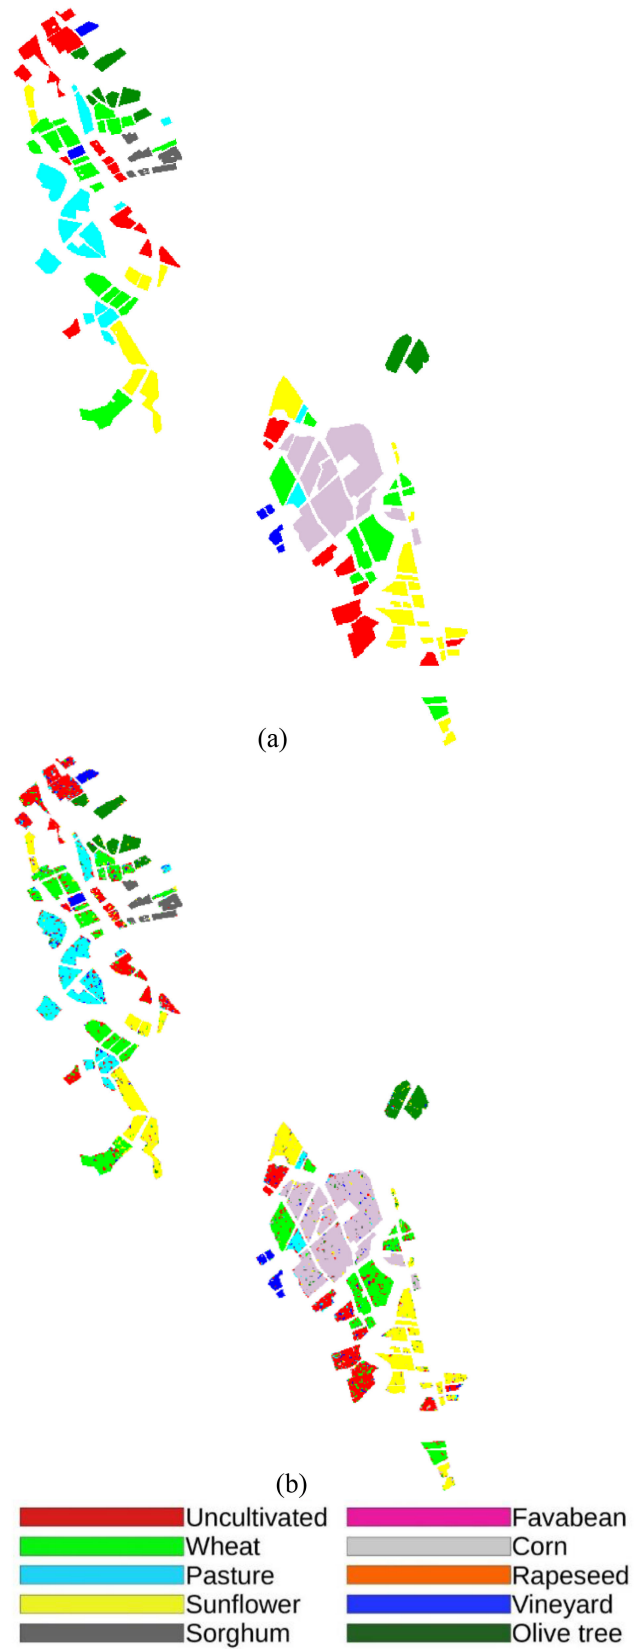 (a)
(b)
Uncultivated Favabean
Wheat Corn
Pasture Rapeseed
Sunflower Vineyard
Sorghum Olive tree